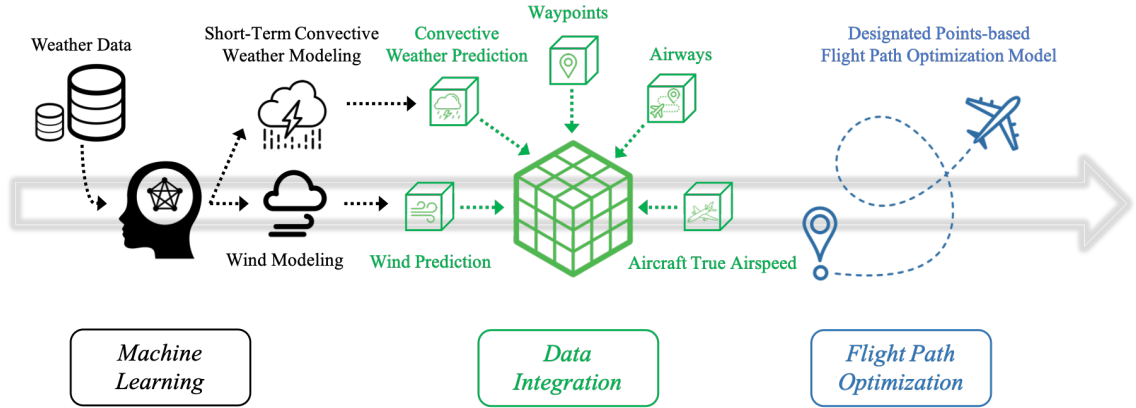 Weather Data
Short-Term Convective
Weather Modeling
Wind Modeling
Convective
Weather Prediction
Wind Prediction
Waypoints
Airways
Aircraft True Airspeed
Designated Points-based
Flight Path Optimization Model
Machine
Learning
Data
Integration
Flight Path
Optimization